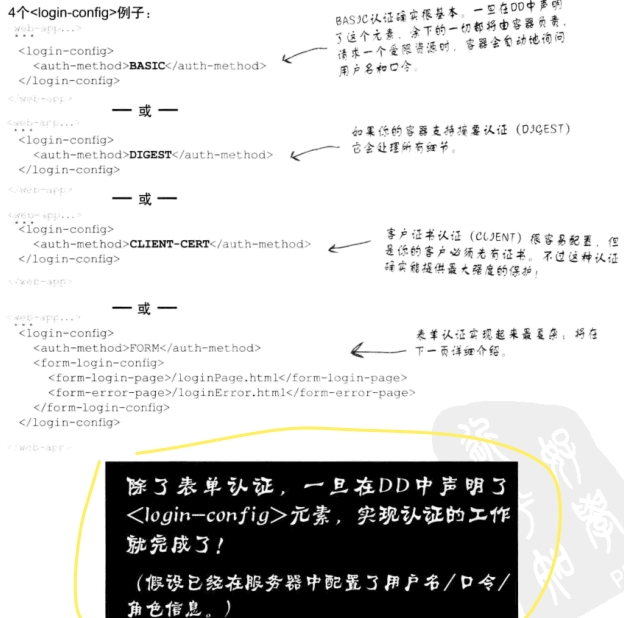 4个<login-config>例子：
<web-app...>
...
<login-config>
<auth-method>BASIC</auth-method>
</login-config>
</web-app>
BASIC认证确实很基本。一旦在DD中声明
了这个元素，余下的一切都将由容器负责，
请求一个受限资源时，容器会自动地询问
用户名和口令。
— 或 —
<web-app...>
...
<login-config>
<auth-method>DIGEST</auth-method>
</login-config>
</web-app>
如果你的容器支持摘要认证（DIGEST）
它会处理所有细节。
— 或 —
<web-app...>
...
<login-config>
<auth-method>CLIENT-CERT</auth-method>
</login-config>
</web-app>
客户证书认证（CLIENT）很容易配置，但
是你的客户必须先有证书。不过这种认证
确实能提供最大强度的保护！
— 或 —
<web-app...>
...
<login-config>
<auth-method>FORM</auth-method>
<form-login-config>
<form-login-page>/loginPage.html</form-login-page>
<form-error-page>/loginError.html</form-error-page>
</form-login-config>
</login-config>
</web-app>
表单认证实现起来最复杂；将在
下一页详细介绍。
除了表单认证，一旦在DD中声明了
<login-config>元素，实现认证的工作
就完成了！
（假设已经在服务器中配置了用户名/口令/
角色信息。）